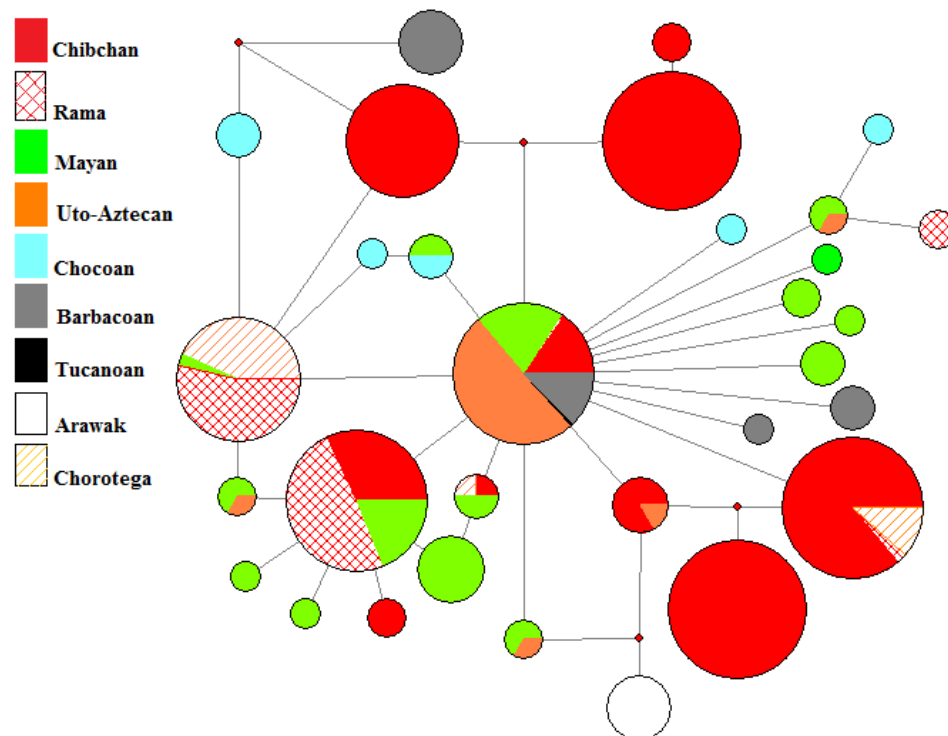 Chibchan
Rama
Mayan
Uto-Aztecan
Chocoan
Barbacoan
Tucanoan
Arawak
Chorotega